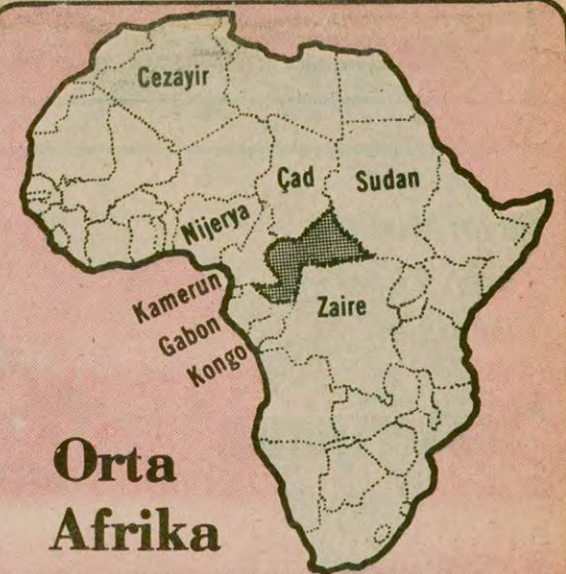 Cezayir
Çad
Sudan
Nijerya
Kamerun
Gabon
Kongo
Zaire
Orta
Afrika